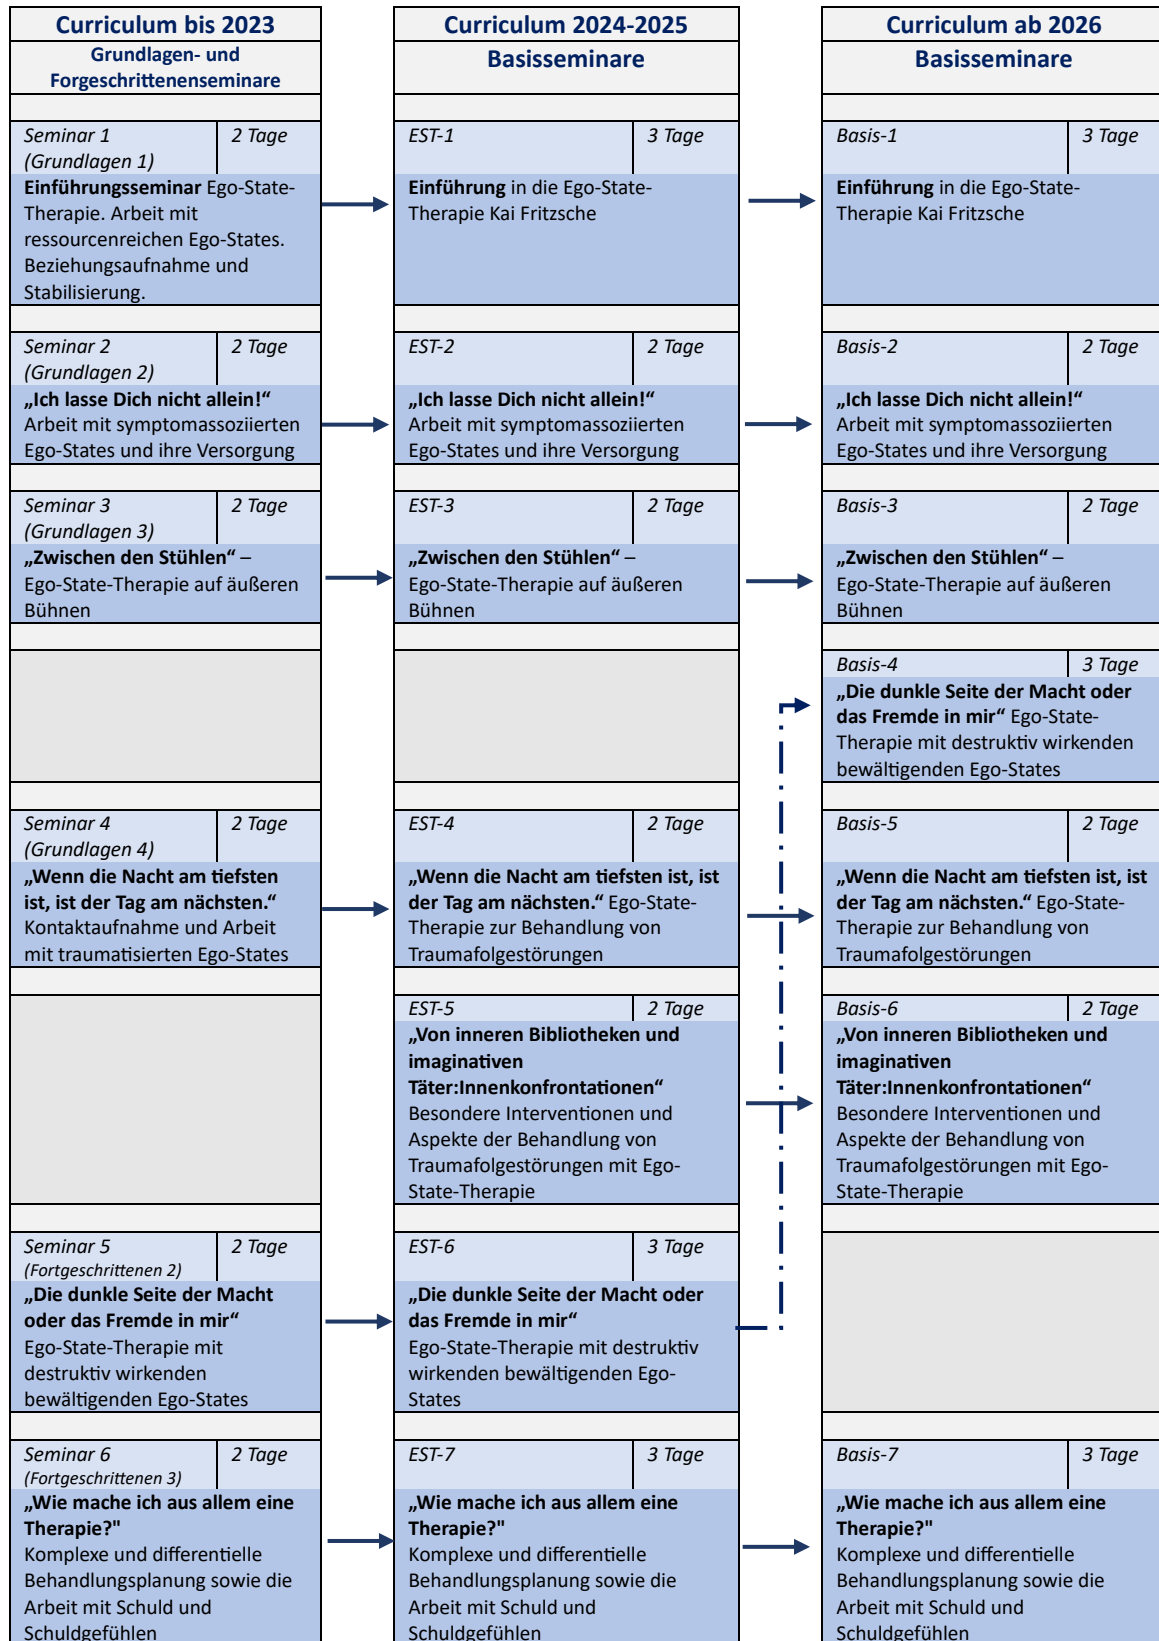 Curriculum bis 2023
Grundlagen- und
Forgeschrittenenseminare
Seminar 1
(Grundlagen 1)
2 Tage
Einführungsseminar Ego-State-
Therapie. Arbeit mit
ressourcenreichen Ego-States.
Beziehungsaufnahme und
Stabilisierung.
Seminar 2
(Grundlagen 2)
2 Tage
„Ich lasse Dich nicht allein!“
Arbeit mit symptomassoziierten
Ego-States und ihre Versorgung
Seminar 3
(Grundlagen 3)
2 Tage
„Zwischen den Stühlen“ –
Ego-State-Therapie auf äußeren
Bühnen
Seminar 4
(Grundlagen 4)
2 Tage
„Wenn die Nacht am tiefsten
ist, ist der Tag am nächsten.“
Kontaktaufnahme und Arbeit
mit traumatisierten Ego-States
Seminar 5
(Fortgeschrittenen 2)
2 Tage
„Die dunkle Seite der Macht
oder das Fremde in mir“
Ego-State-Therapie mit
destruktiv wirkenden
bewältigenden Ego-States
Seminar 6
(Fortgeschrittenen 3)
2 Tage
„Wie mache ich aus allem eine
Therapie?"
Komplexe und differentielle
Behandlungsplanung sowie die
Arbeit mit Schuld und
Schuldgefühlen
Curriculum 2024-2025
Basisseminare
EST-1
3 Tage
Einführung in die Ego-State-
Therapie Kai Fritzsche
EST-2
2 Tage
„Ich lasse Dich nicht allein!“
Arbeit mit symptomassoziierten
Ego-States und ihre Versorgung
EST-3
2 Tage
„Zwischen den Stühlen“ –
Ego-State-Therapie auf äußeren
Bühnen
EST-4
2 Tage
„Wenn die Nacht am tiefsten ist, ist
der Tag am nächsten.“ Ego-State-
Therapie zur Behandlung von
Traumafolgestörungen
EST-5
2 Tage
„Von inneren Bibliotheken und
imaginativen
Täter:Innenkonfrontationen“
Besondere Interventionen und
Aspekte der Behandlung von
Traumafolgestörungen mit Ego-
State-Therapie
EST-6
3 Tage
„Die dunkle Seite der Macht oder
das Fremde in mir“
Ego-State-Therapie mit destruktiv
wirkenden bewältigenden Ego-
States
EST-7
3 Tage
„Wie mache ich aus allem eine
Therapie?"
Komplexe und differentielle
Behandlungsplanung sowie die
Arbeit mit Schuld und
Schuldgefühlen
Curriculum ab 2026
Basisseminare
Basis-1
3 Tage
Einführung in die Ego-State-
Therapie Kai Fritzsche
Basis-2
2 Tage
„Ich lasse Dich nicht allein!“
Arbeit mit symptomassoziierten
Ego-States und ihre Versorgung
Basis-3
2 Tage
„Zwischen den Stühlen“ –
Ego-State-Therapie auf äußeren
Bühnen
Basis-4
3 Tage
„Die dunkle Seite der Macht oder
das Fremde in mir“ Ego-State-
Therapie mit destruktiv wirkenden
bewältigenden Ego-States
Basis-5
2 Tage
„Wenn die Nacht am tiefsten ist, ist
der Tag am nächsten.“ Ego-State-
Therapie zur Behandlung von
Traumafolgestörungen
Basis-6
2 Tage
„Von inneren Bibliotheken und
imaginativen
Täter:Innenkonfrontationen“
Besondere Interventionen und
Aspekte der Behandlung von
Traumafolgestörungen mit Ego-
State-Therapie
Basis-7
3 Tage
„Wie mache ich aus allem eine
Therapie?"
Komplexe und differentielle
Behandlungsplanung sowie die
Arbeit mit Schuld und
Schuldgefühlen